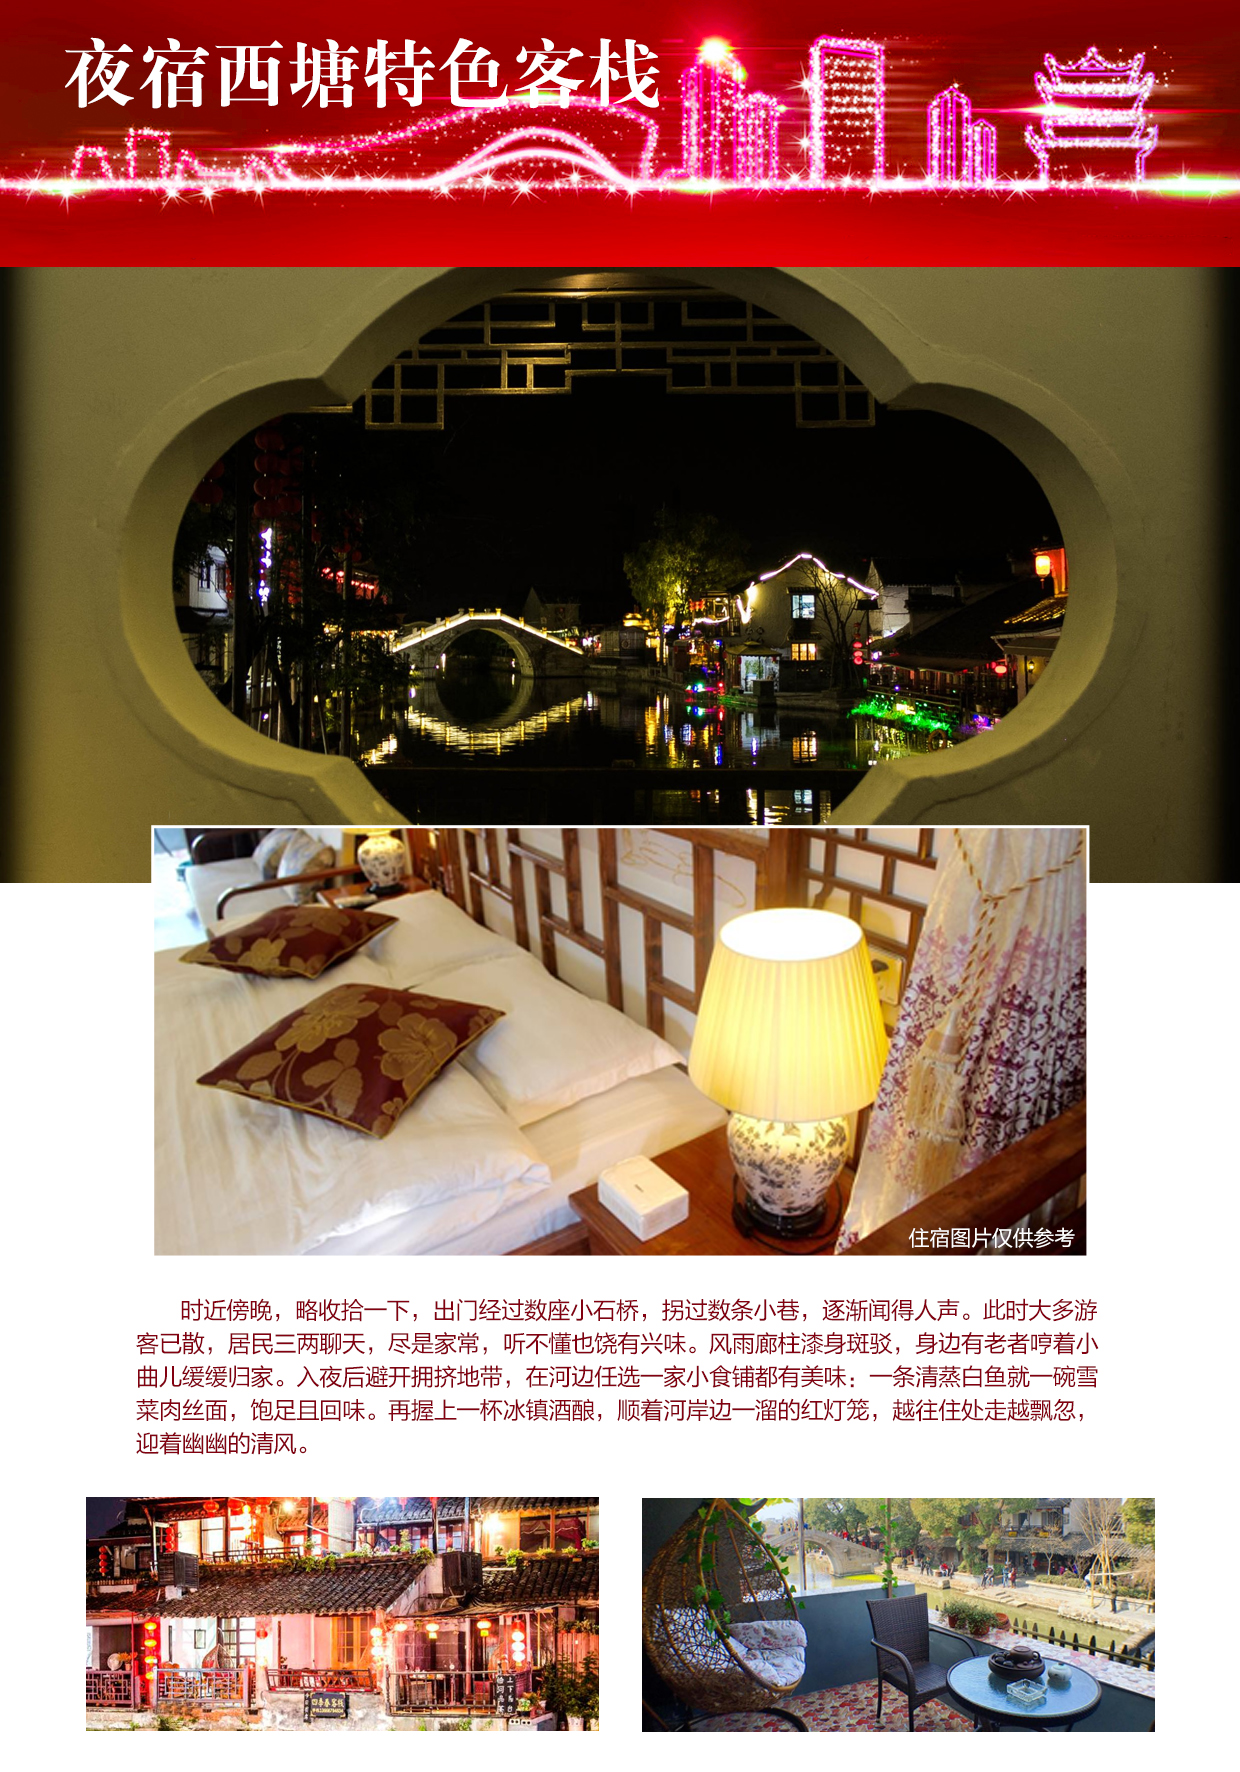 夜宿西塘特色客栈
住宿图片仅供参考
时近傍晚，略收拾一下，出门经过数座小石桥，拐过数条小巷，逐渐闻得人声。此时大多游
客已散，居民三两聊天，尽是家常，听不懂也饶有兴味。风雨廊柱漆身斑驳，身边有老者哼着小
曲儿缓缓归家。入夜后避开拥挤地带，在河边任选一家小食铺都有美味：一条清蒸白鱼就一碗雪
菜肉丝面，饱足且回味。再握上一杯冰镇酒酿，顺着河岸边一溜的红灯笼，越往住处走越飘忽，
迎着幽幽的清风。
四季春客栈